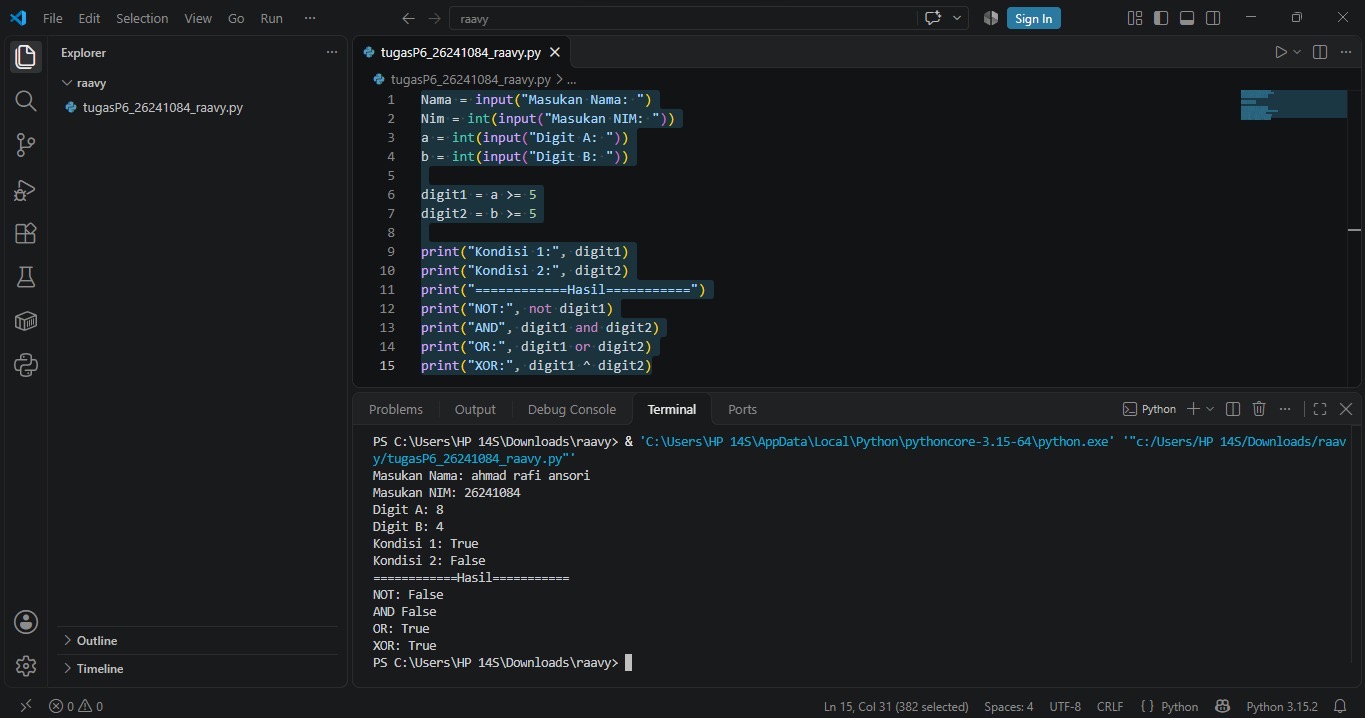 File Edit Selection View Go Run ··· raavy Sign In
Explorer ···
raavy
tugasP6_26241084_raavy.py
Outline
Timeline
tugasP6_26241084_raavy.py
tugasP6_26241084_raavy.py > ...
1 Nama = input("Masukan Nama: ")
2 Nim = int(input("Masukan NIM: "))
3 a = int(input("Digit A: "))
4 b = int(input("Digit B: "))
5
6 digit1 = a >= 5
7 digit2 = b >= 5
8
9 print("Kondisi 1:", digit1)
10 print("Kondisi 2:", digit2)
11 print("============Hasil===========")
12 print("NOT:", not digit1)
13 print("AND", digit1 and digit2)
14 print("OR:", digit1 or digit2)
15 print("XOR:", digit1 ^ digit2)
Problems Output Debug Console Terminal Ports Python
PS C:\Users\HP 14S\Downloads\raavy> & 'C:\Users\HP 14S\AppData\Local\Python\pythoncore-3.15-64\python.exe' '"c:/Users/HP 14S/Downloads/raav
y/tugasP6_26241084_raavy.py"'
Masukan Nama: ahmad rafi ansori
Masukan NIM: 26241084
Digit A: 8
Digit B: 4
Kondisi 1: True
Kondisi 2: False
============Hasil===========
NOT: False
AND False
OR: True
XOR: True
PS C:\Users\HP 14S\Downloads\raavy>
0 0 Ln 15, Col 31 (382 selected) Spaces: 4 UTF-8 CRLF { } Python Python 3.15.2